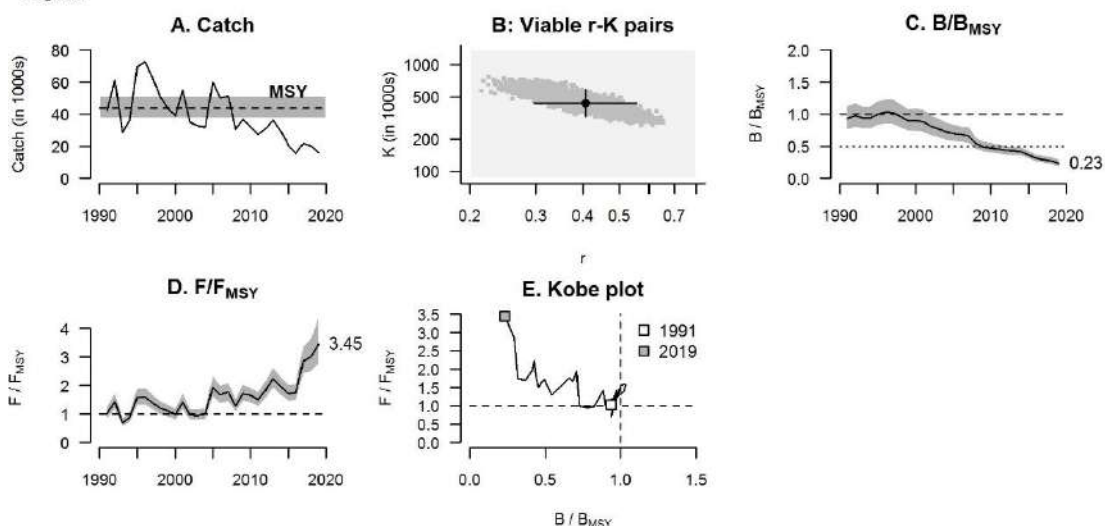 A. Catch
Catch (in 1000s)
80
60
40
20
0
MSY
1990 2000 2010 2020
B: Viable r-K pairs
K (in 1000s)
1000
500
200
100
0.2 0.3 0.4 0.5 0.7
r
C. B/BMSY
B / BMSY
2.0
1.5
1.0
0.5
0.0
0.23
1990 2000 2010 2020
D. F/FMSY
F / FMSY
4
3
2
1
0
3.45
1990 2000 2010 2020
E. Kobe plot
F / FMSY
3.5
3.0
2.5
2.0
1.5
1.0
0.5
0.0
1991
2019
0.0 0.5 1.0 1.5
B / BMSY